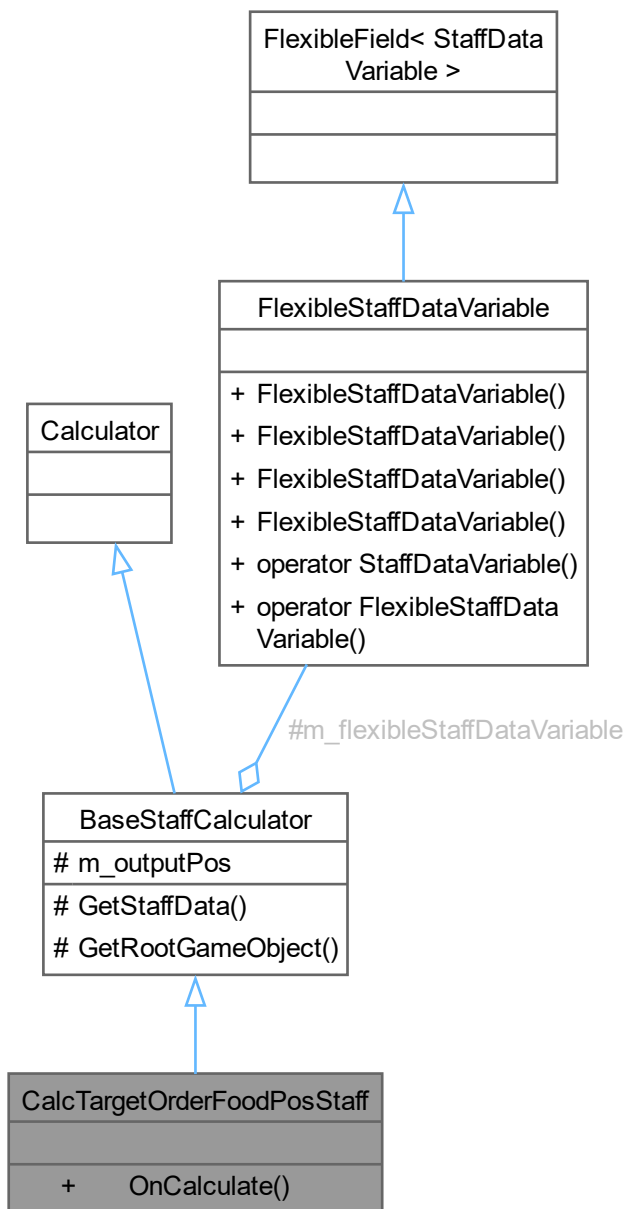 FlexibleField< StaffData
Variable >
FlexibleStaffDataVariable
+ FlexibleStaffDataVariable()
+ FlexibleStaffDataVariable()
+ FlexibleStaffDataVariable()
+ FlexibleStaffDataVariable()
+ operator StaffDataVariable()
+ operator FlexibleStaffData
Variable()
Calculator
#m_flexibleStaffDataVariable
BaseStaffCalculator
# m_outputPos
# GetStaffData()
# GetRootGameObject()
CalcTargetOrderFoodPosStaff
+ OnCalculate()